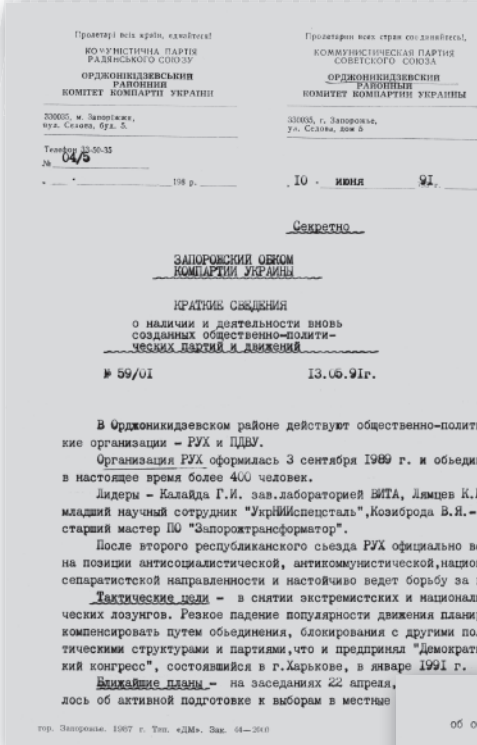 Пролетарі всіх країн, єднайтеся!
КОМУНІСТИЧНА ПАРТІЯ
РАДЯНСЬКОГО СОЮЗУ
ОРДЖОНІКІДЗЕВСЬКИЙ
РАЙОННИЙ
КОМІТЕТ КОМПАРТІЇ УКРАЇНИ
330035, м. Запоріжжя,
вул. Сєдова, буд. 5.
Телефон 33-50-35
№ 04/5
198 р.
Пролетарии всех стран соединяйтесь!,
КОММУНИСТИЧЕСКАЯ ПАРТИЯ
СОВЕТСКОГО СОЮЗА
ОРДЖОНИКИДЗЕВСКИЙ
РАЙОННЫЙ
КОМИТЕТ КОМПАРТИИ УКРАИНЫ
330035, г. Запорожье,
ул. Седова, дом 5
10 июня 91 г.
Секретно
ЗАПОРОЖСКИЙ ОБКОМ
КОМПАРТИИ УКРАИНЫ
КРАТКИЕ СВЕДЕНИЯ
о наличии и деятельности вновь
созданных общественно-полити-
ческих партий и движений
№ 59/01 13.05.91г.
В Орджоникидзевском районе действуют общественно-полит
кие организации - РУХ и ПДВУ.
Организация РУХ оформилась 3 сентября 1989 г. и объеди
в настоящее время более 400 человек.
Лидеры - Калайда Г.И. зав.лабораторией ВИТА, Лямцев К.
младший научный сотрудник "УкрНИИспецсталь",Козиброда В.Я.-
старший мастер ПО "Запорожтрансформатор".
После второго республиканского сьезда РУХ официально в
на позиции антисоциалистической, антикоммунистической,нацио
сепаратистской направленности и настойчиво ведет борьбу за
Тактические цели - в снятии экстремистских и национал
ческих лозунгов. Резкое падение популярности движения плани
компенсировать путем объединения, блокирования с другими по
тическими структурами и партиями,что и предпринял "Демократ
кий конгресс", состоявшийся в г.Харькове, в январе 1991 г.
Ближайшие планы - на заседаниях 22 апреля,
лось об активной подготовке к выборам в местные
об о
гор. Запорожье. 1987 г. Тип. «ДМ». Зак. 44—2000